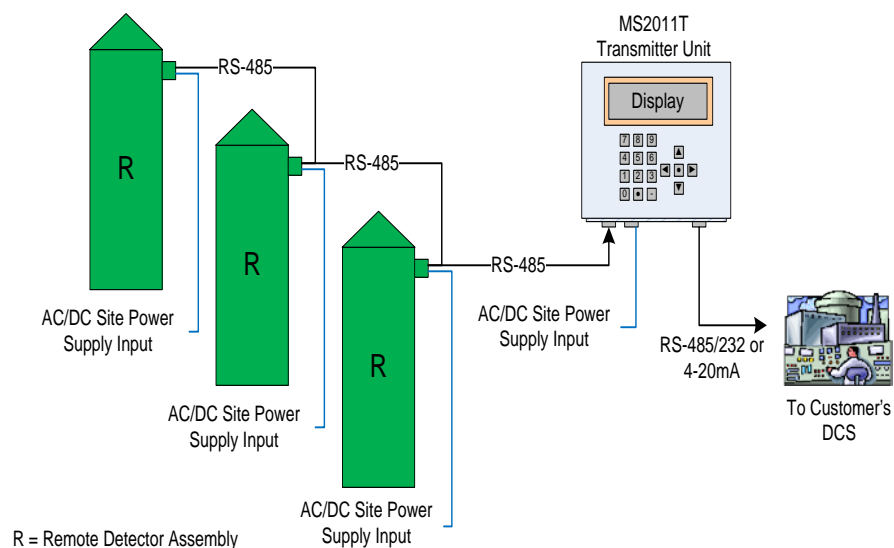 MS2011T
Transmitter Unit
RS-485
Display
7 8 9
4 5 6
1 2 3
0 • -
R
RS-485
R
RS-485
R
AC/DC Site Power
Supply Input
AC/DC Site Power
Supply Input
RS-485/232 or
4-20mA
AC/DC Site Power
Supply Input
To Customer's
DCS
AC/DC Site Power
Supply Input
R = Remote Detector Assembly